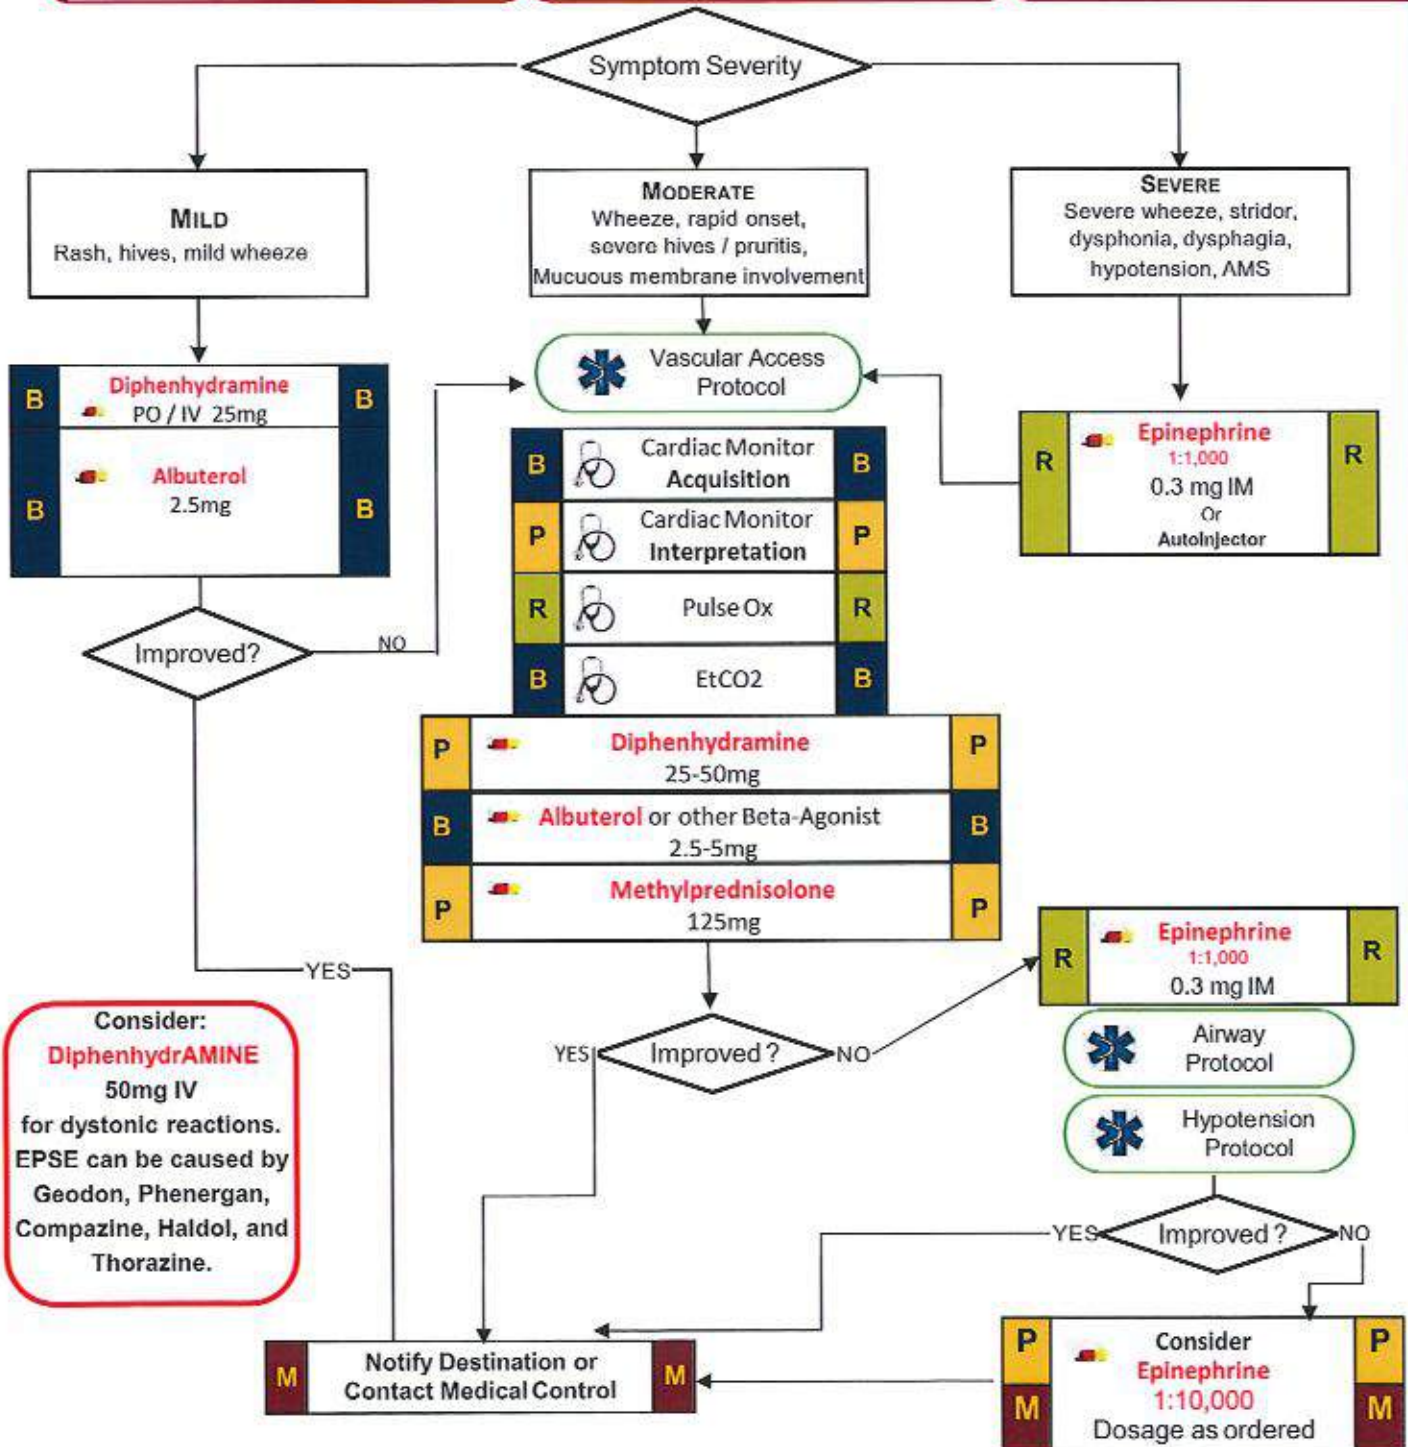 Symptom Severity
MILD
Rash, hives, mild wheeze
MODERATE
Wheeze, rapid onset,
severe hives / pruritis,
Mucuous membrane involvement
SEVERE
Severe wheeze, stridor,
dysphonia, dysphagia,
hypotension, AMS
B
Diphenhydramine
PO / IV 25mg
B
B
Albuterol
2.5mg
B
Vascular Access
Protocol
R
Epinephrine
1:1,000
0.3 mg IM
Or
AutoInjector
R
B
Cardiac Monitor
Acquisition
B
P
Cardiac Monitor
Interpretation
P
R
Pulse Ox
R
B
EtCO2
B
Improved?
NO
YES
P
Diphenhydramine
25-50mg
P
B
Albuterol or other Beta-Agonist
2.5-5mg
B
P
Methylprednisolone
125mg
P
Improved ?
YES
NO
R
Epinephrine
1:1,000
0.3 mg IM
R
Airway
Protocol
Hypotension
Protocol
Improved ?
YES
NO
Consider:
DiphenhydrAMINE
50mg IV
for dystonic reactions.
EPSE can be caused by
Geodon, Phenergan,
Compazine, Haldol, and
Thorazine.
M
Notify Destination or
Contact Medical Control
M
P
M
Consider
Epinephrine
1:10,000
Dosage as ordered
P
M